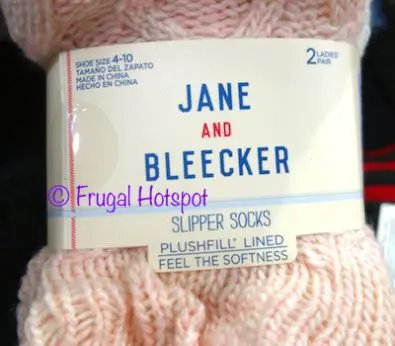 SHOE SIZE 4-10
TAMAÑO DEL ZAPATO
MADE IN CHINA
HECHO EN CHINA
2 LADIES
PAIR
JANE
AND
BLEECKER
© Frugal Hotspot
SLIPPER SOCKS
PLUSHFILL® LINED
FEEL THE SOFTNESS